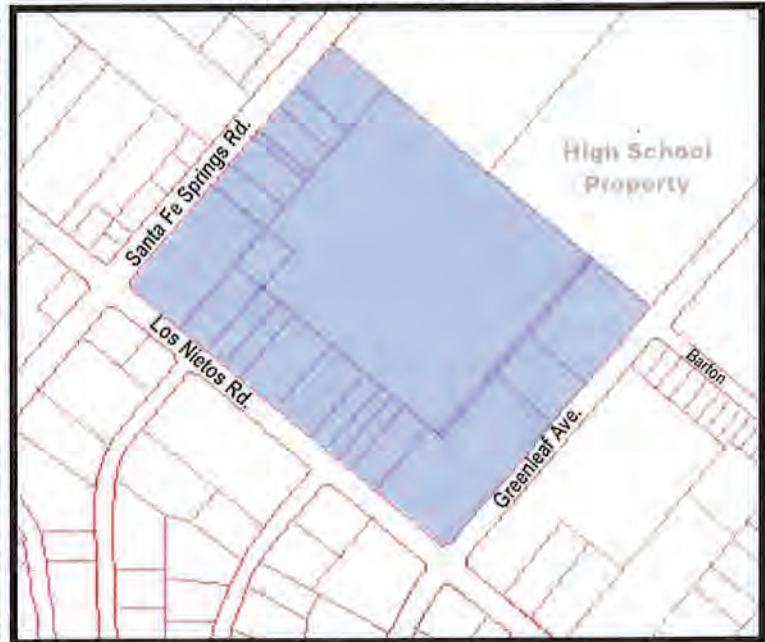 High School
Property
Santa Fe Springs Rd.
Los Nietos Rd.
Greenleaf Ave.
Barton